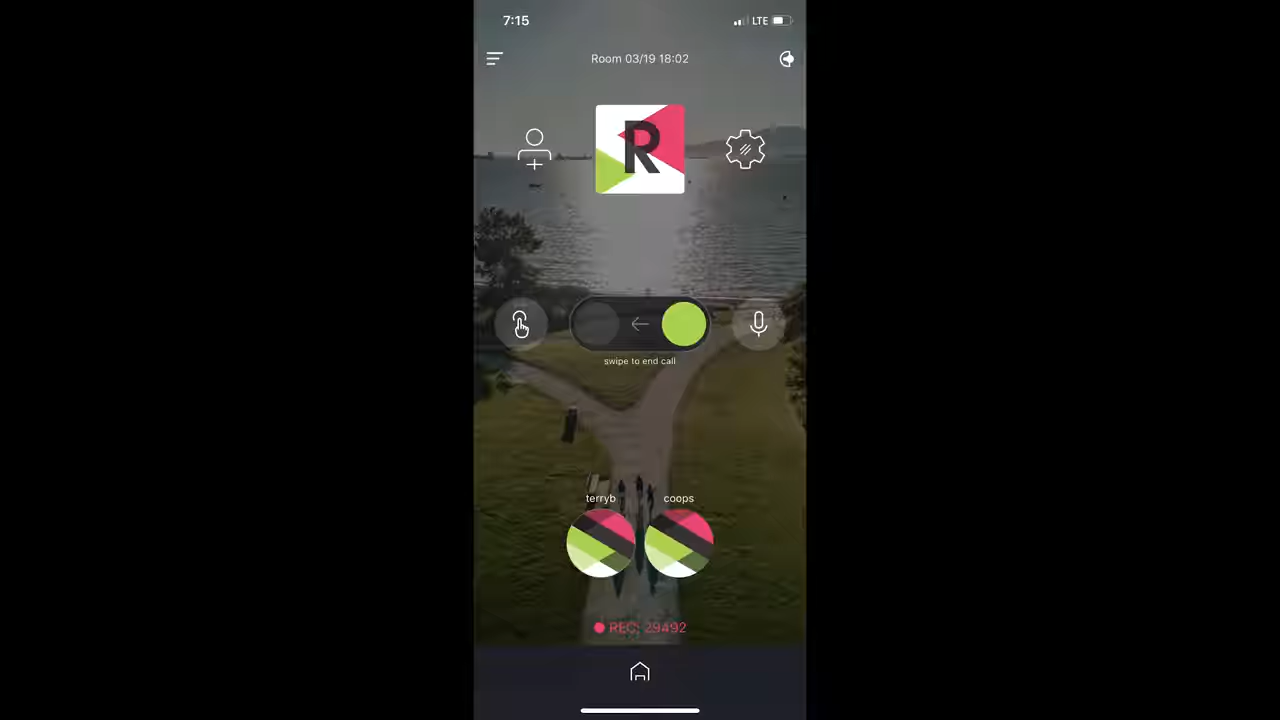 7:15
LTE
Room 03/19 18:02
R
swipe to end call
terryb
coops
REC: 29492